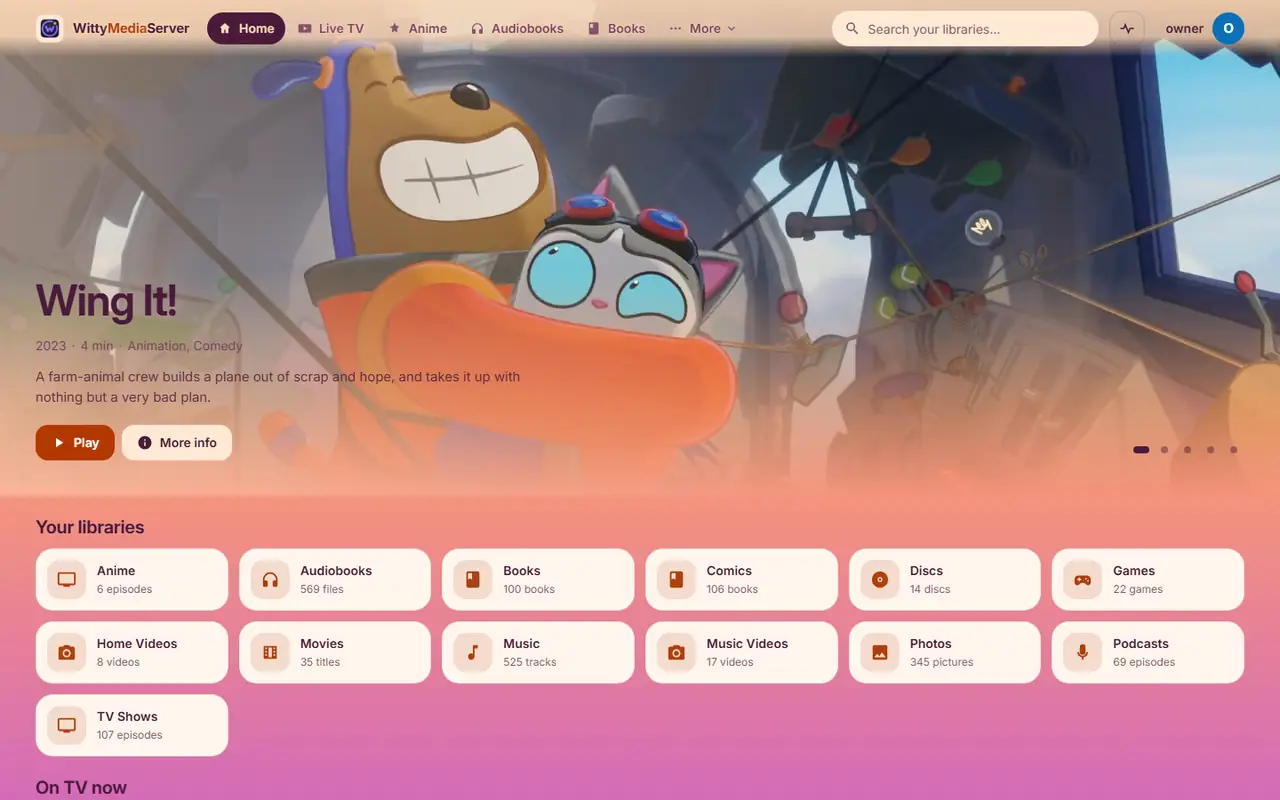 WittyMediaServer
Home
Live TV
Anime
Audiobooks
Books
More
Search your libraries...
owner
O
Wing It!
2023 · 4 min · Animation, Comedy
A farm-animal crew builds a plane out of scrap and hope, and takes it up with
nothing but a very bad plan.
Play
More info
Your libraries
Anime
6 episodes
Audiobooks
569 files
Books
100 books
Comics
106 books
Discs
14 discs
Games
22 games
Home Videos
8 videos
Movies
35 titles
Music
525 tracks
Music Videos
17 videos
Photos
345 pictures
Podcasts
69 episodes
TV Shows
107 episodes
On TV now